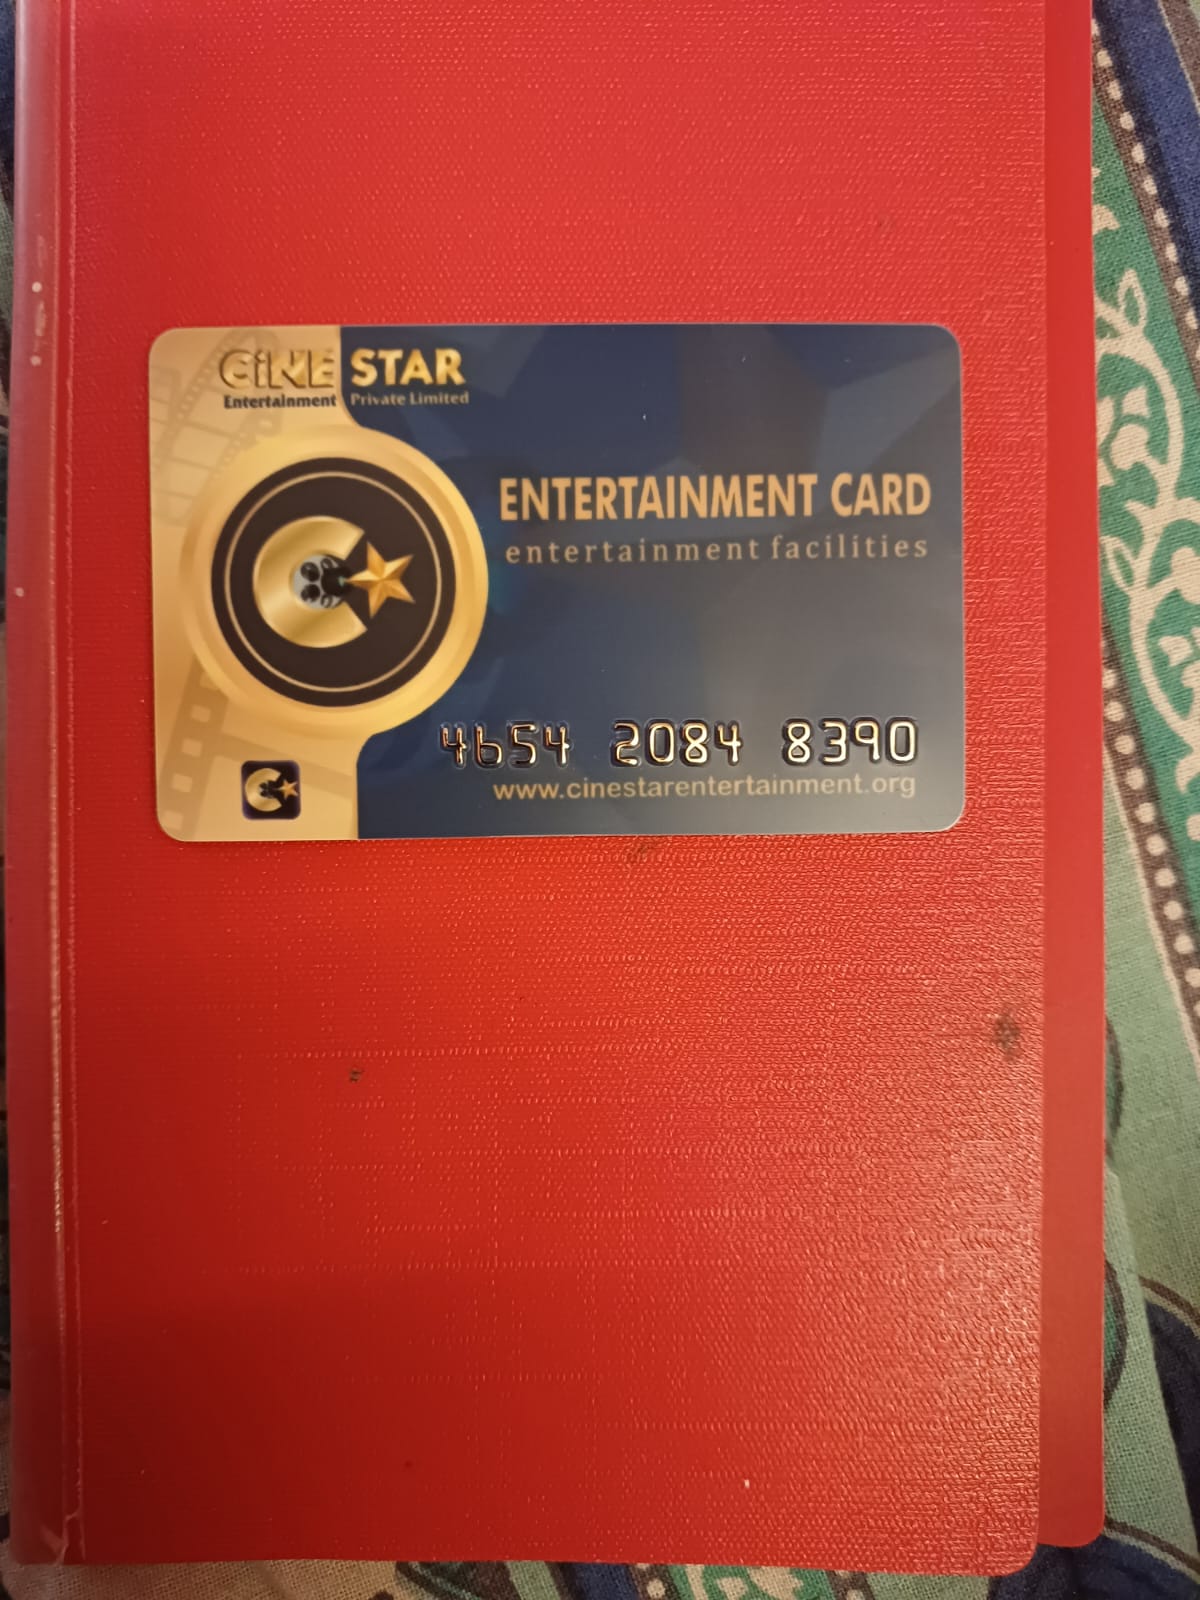 CiNE STAR
Entertainment Private Limited
ENTERTAINMENT CARD
entertainment facilities
4654 2084 8390
www.cinestarentertainment.org